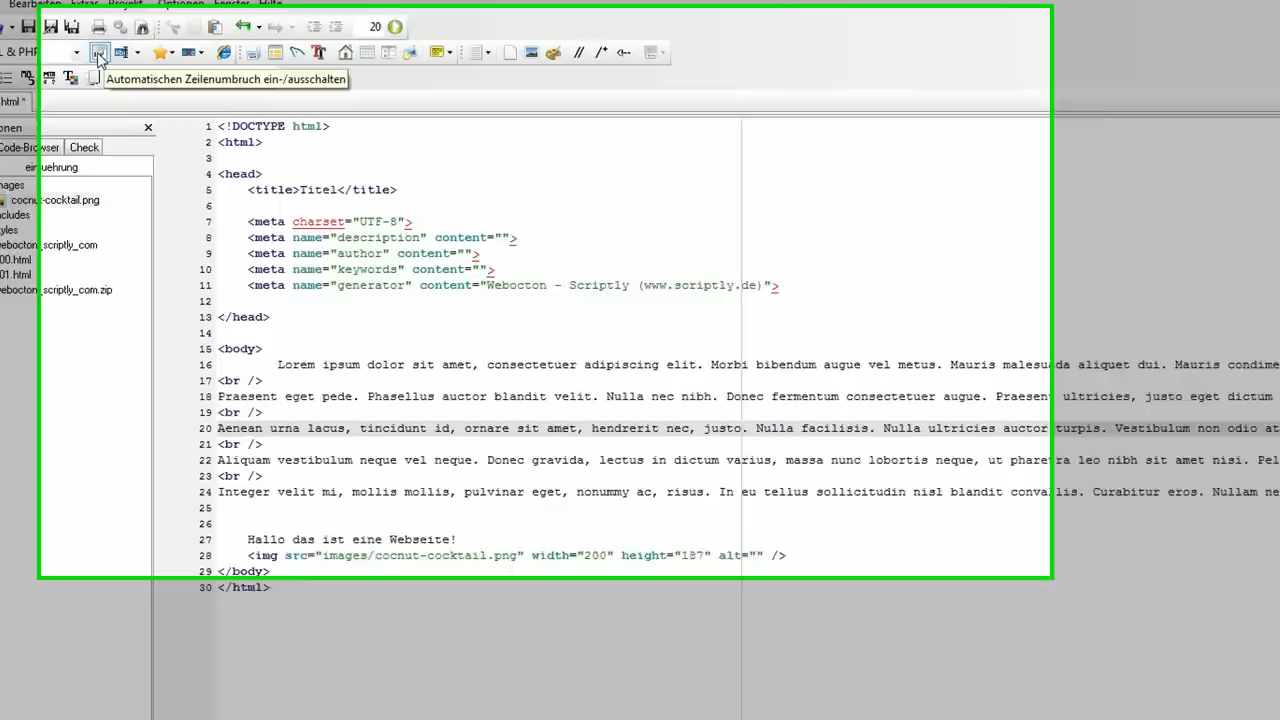 Bearbeiten Extras Projekt Optionen Fenster Hilfe
20
L & PHP
Automatischen Zeilenumbruch ein-/ausschalten
html *
onen
Code-Browser Check
cocnut-cocktail.png
webocton_scriptly_com
00.html
01.html
webocton_scriptly_com.zip
1 <!DOCTYPE html>
2 <html>
3
4 <head>
5 <title>Titel</title>
6
7 <meta charset="UTF-8">
8 <meta name="description" content="">
9 <meta name="author" content="">
10 <meta name="keywords" content="">
11 <meta name="generator" content="Webocton - Scriptly (www.scriptly.de)">
12
13 </head>
14
15 <body>
16 Lorem ipsum dolor sit amet, consectetuer adipiscing elit. Morbi bibendum augue vel metus. Mauris malesuada aliquet dui. Mauris condime
17 <br />
18 Praesent eget pede. Phasellus auctor blandit velit. Nulla nec nibh. Donec fermentum consectetuer augue. Praesent ultricies, justo eget dictum
19 <br />
20 Aenean urna lacus, tincidunt id, ornare sit amet, hendrerit nec, justo. Nulla facilisis. Nulla ultricies auctor turpis. Vestibulum non odio at
21 <br />
22 Aliquam vestibulum neque vel neque. Donec gravida, lectus in dictum varius, massa nunc lobortis neque, ut pharetra leo nibh sit amet nisi. Pel
23 <br />
24 Integer velit mi, mollis mollis, pulvinar eget, nonummy ac, risus. In eu tellus sollicitudin nisl blandit convallis. Curabitur eros. Nullam ne
25
26
27 Hallo das ist eine Webseite!
28 <img src="images/cocnut-cocktail.png" width="200" height="187" alt="" />
29 </body>
30 </html>